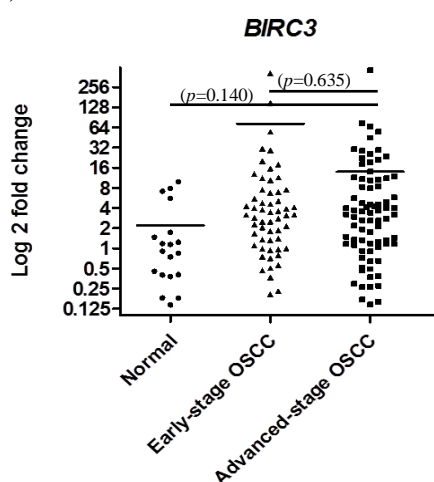 BIRC3
(p=0.140)
(p=0.635)
Log 2 fold change
256
128
64
32
16
8
4
2
1
0.5
0.25
0.125
Normal
Early-stage OSCC
Advanced-stage OSCC